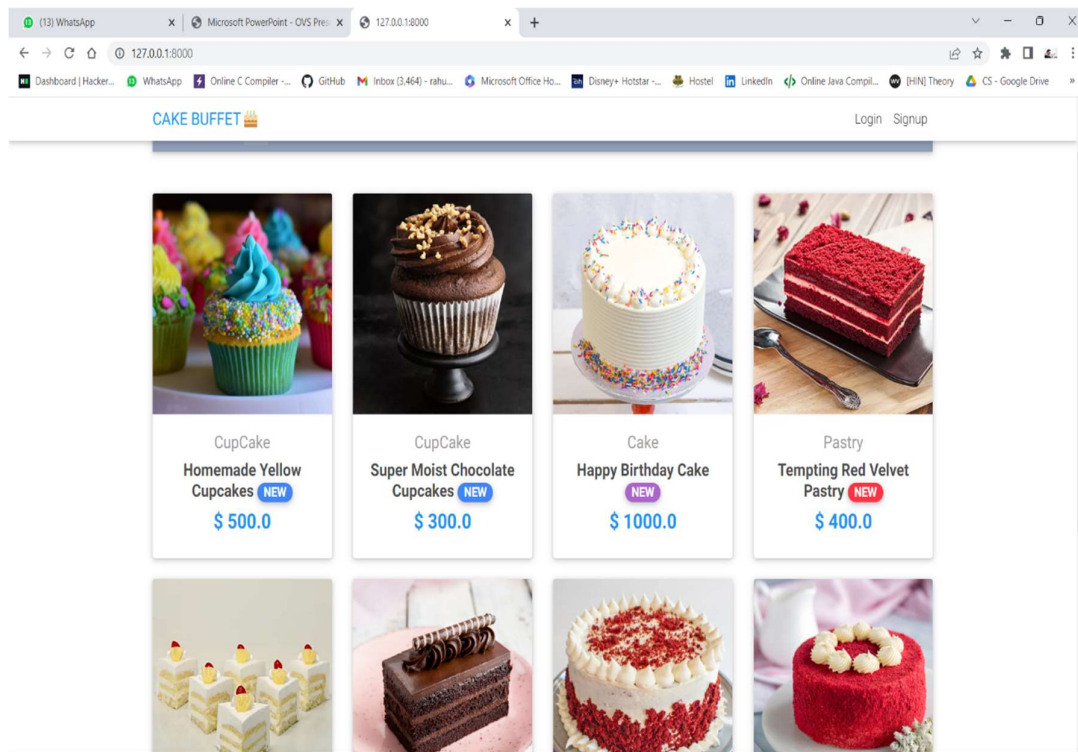 (13) WhatsApp
Microsoft PowerPoint - OVS Pres
127.0.0.1:8000
127.0.0.1:8000
Dashboard | Hacker... WhatsApp Online C Compiler -... GitHub Inbox (3,464) - rahu... Microsoft Office Ho... Disney+ Hotstar -... Hostel LinkedIn Online Java Compil... [HIN] Theory CS - Google Drive »
CAKE BUFFET Login Signup
CupCake
Homemade Yellow
Cupcakes NEW
$ 500.0
CupCake
Super Moist Chocolate
Cupcakes NEW
$ 300.0
Cake
Happy Birthday Cake
NEW
$ 1000.0
Pastry
Tempting Red Velvet
Pastry NEW
$ 400.0